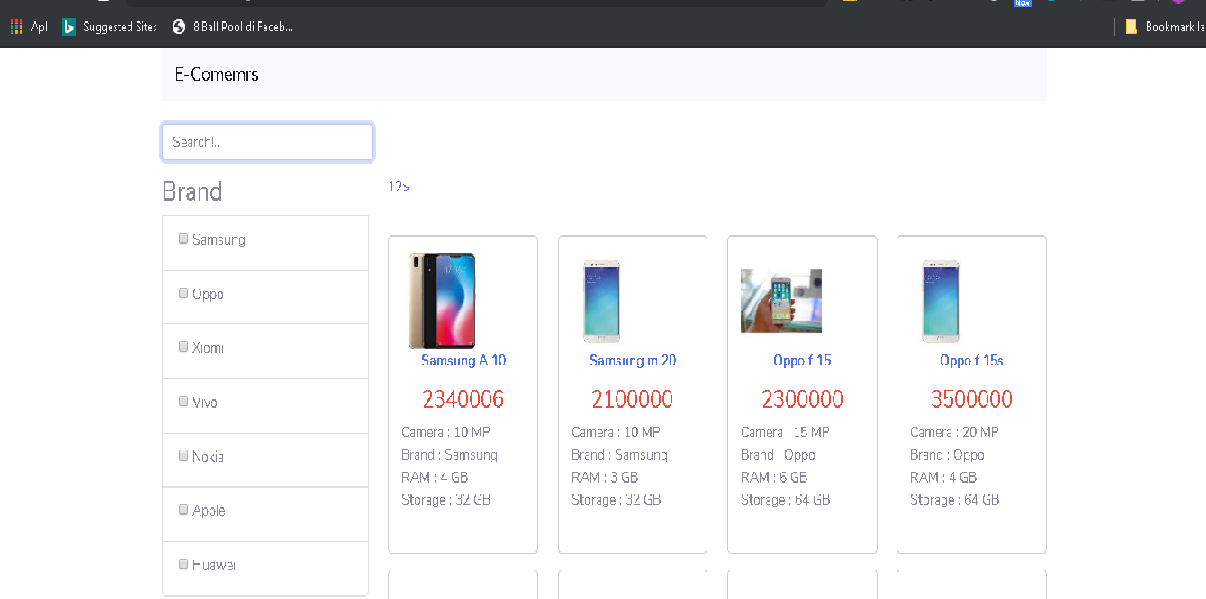 Now
Apl
Suggested Sites
8 Ball Pool di Faceb...
Bookmark la
E-Comemrs
Search!..
Brand
Samsung
Oppo
Xiomi
Vivo
Nokia
Apple
Huawei
Samsung A 10
2340006
Camera : 10 MP
Brand : Samsung
RAM : 4 GB
Storage : 32 GB
Samsung m 20
2100000
Camera : 10 MP
Brand : Samsung
RAM : 3 GB
Storage : 32 GB
Oppo f 15
2300000
Camera : 15 MP
Brand : Oppo
RAM : 6 GB
Storage : 64 GB
Oppo f 15s
3500000
Camera : 20 MP
Brand : Oppo
RAM : 4 GB
Storage : 64 GB